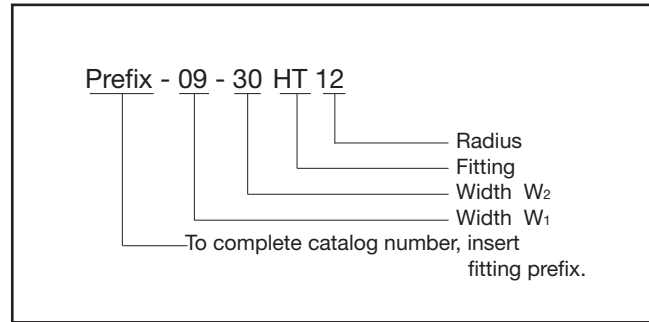 Prefix - 09 - 30 HT 12
Radius
Fitting
Width W₂
Width W₁
To complete catalog number, insert
fitting prefix.